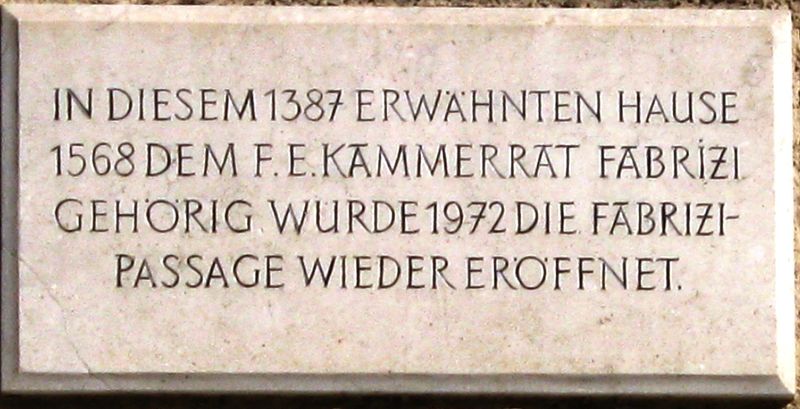 IN DIESEM 1387 ERWÄHNTEN HAUSE
1568 DEM F. E. KAMMERRAT FABRIZI
GEHÖRIG WURDE 1972 DIE FABRIZI-
PASSAGE WIEDER ERÖFFNET.